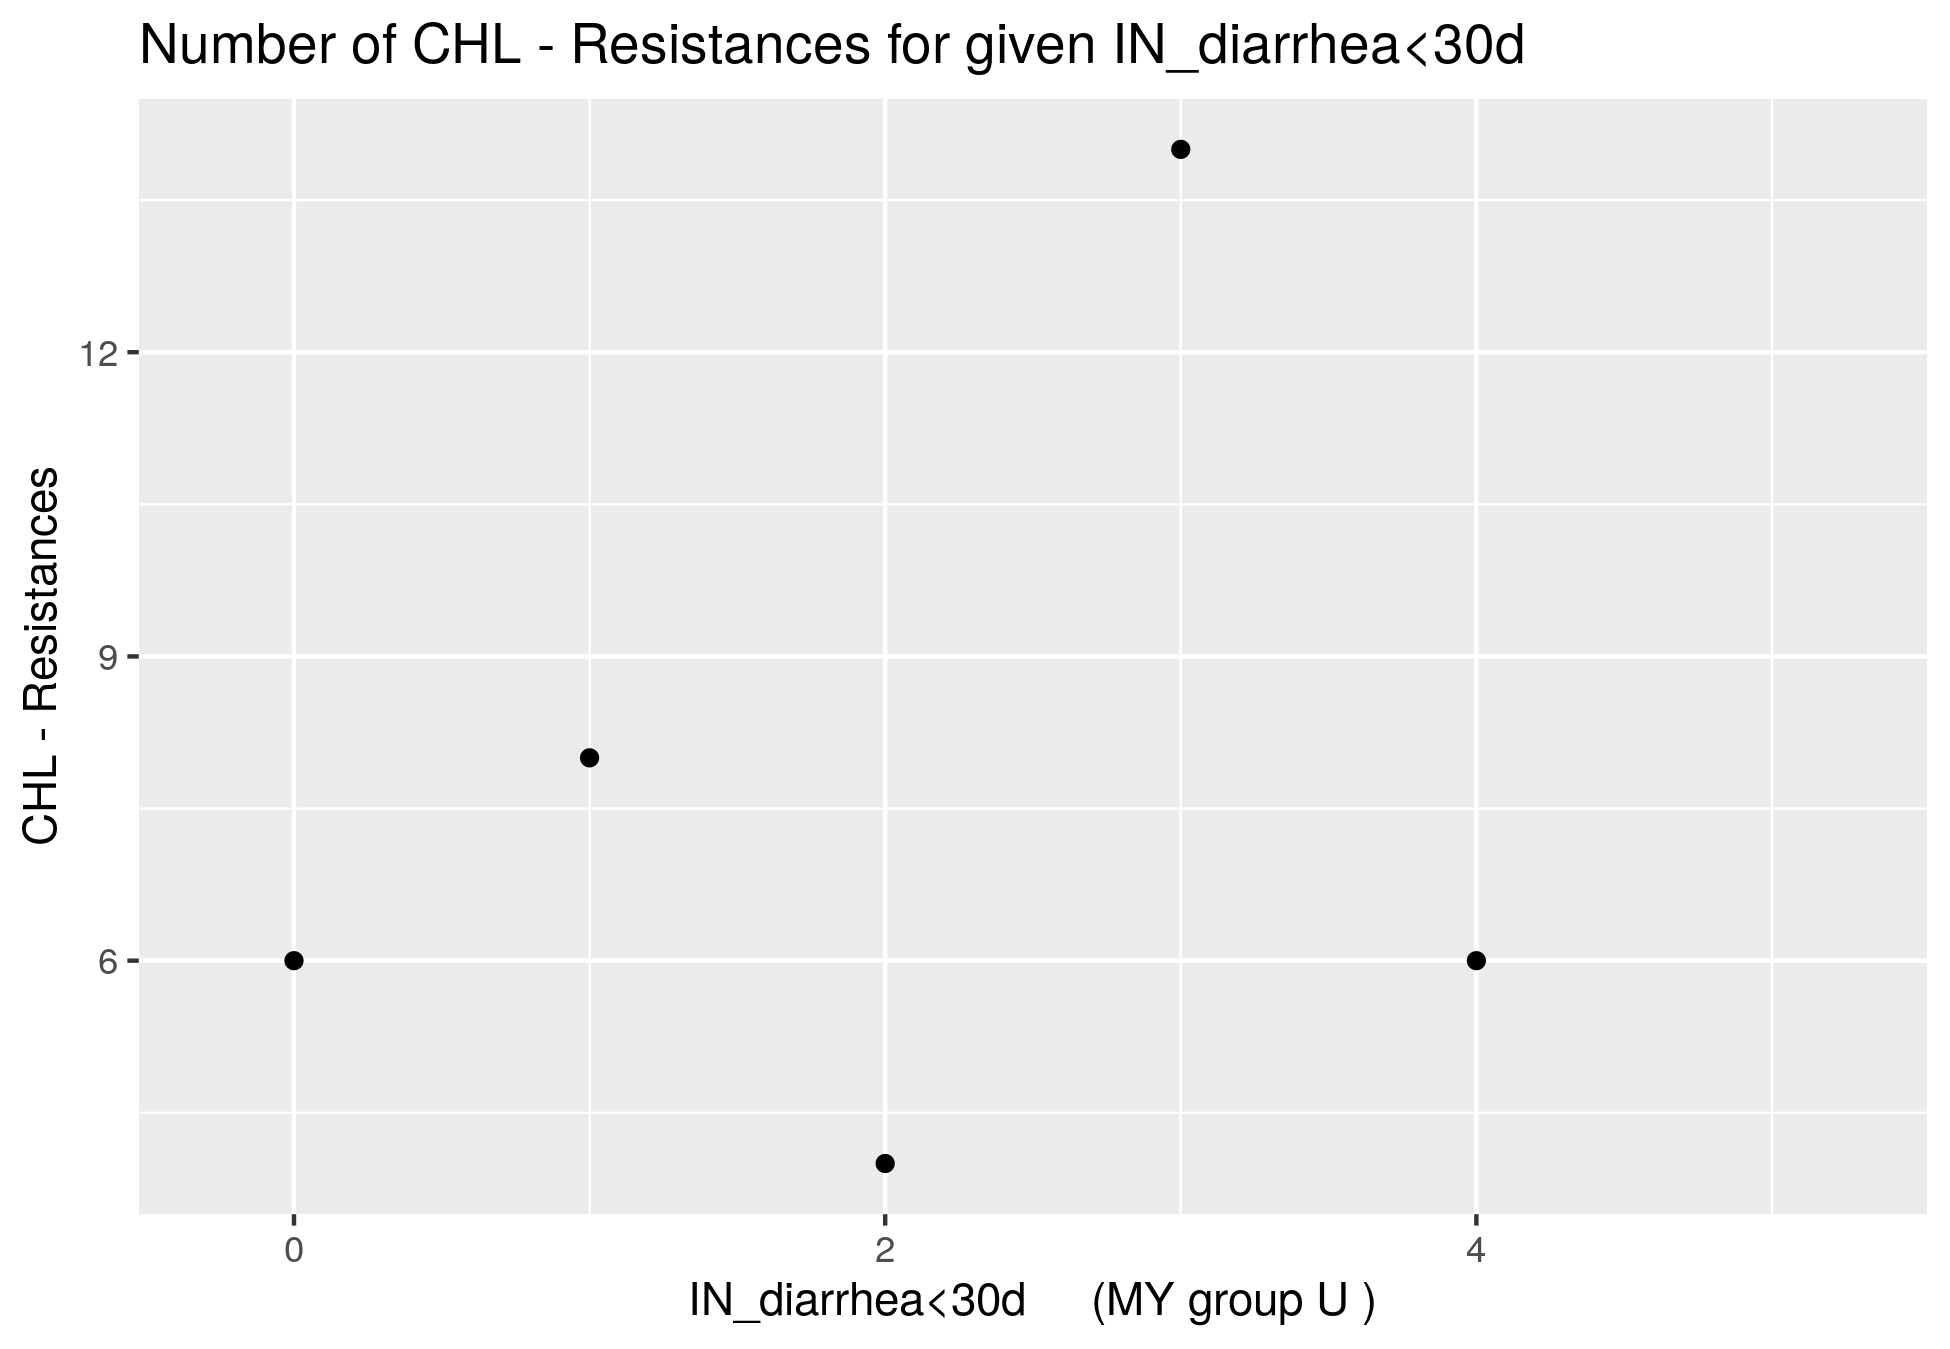 Number of CHL - Resistances for given IN_diarrhea<30d
CHL - Resistances
12
9
6
0
2
4
IN_diarrhea<30d (MY group U )